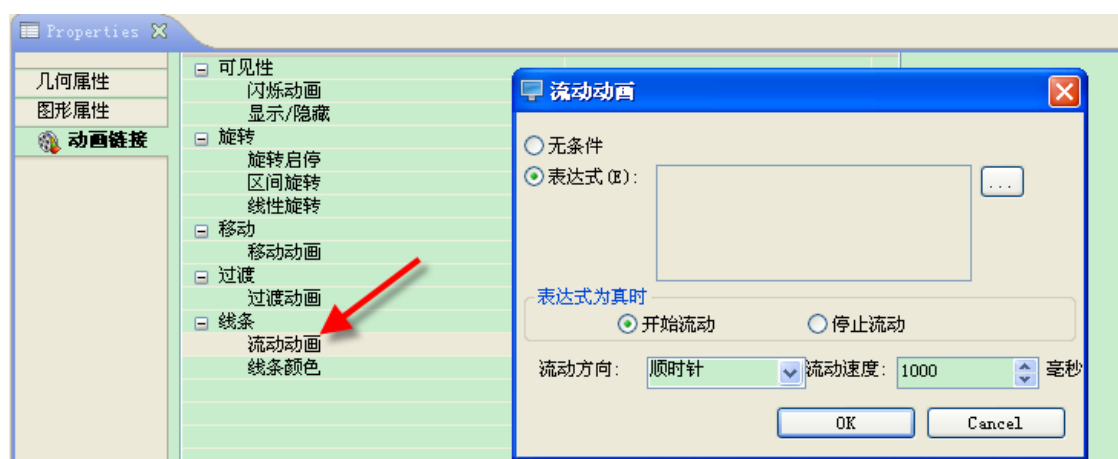 Properties
几何属性
图形属性
动画链接
可见性
闪烁动画
显示/隐藏
旋转
旋转启停
区间旋转
线性旋转
移动
移动动画
过渡
过渡动画
线条
流动动画
线条颜色
流动动画
无条件
表达式(E):
...
表达式为真时
开始流动 停止流动
流动方向: 顺时针 流动速度: 1000 毫秒
OK Cancel